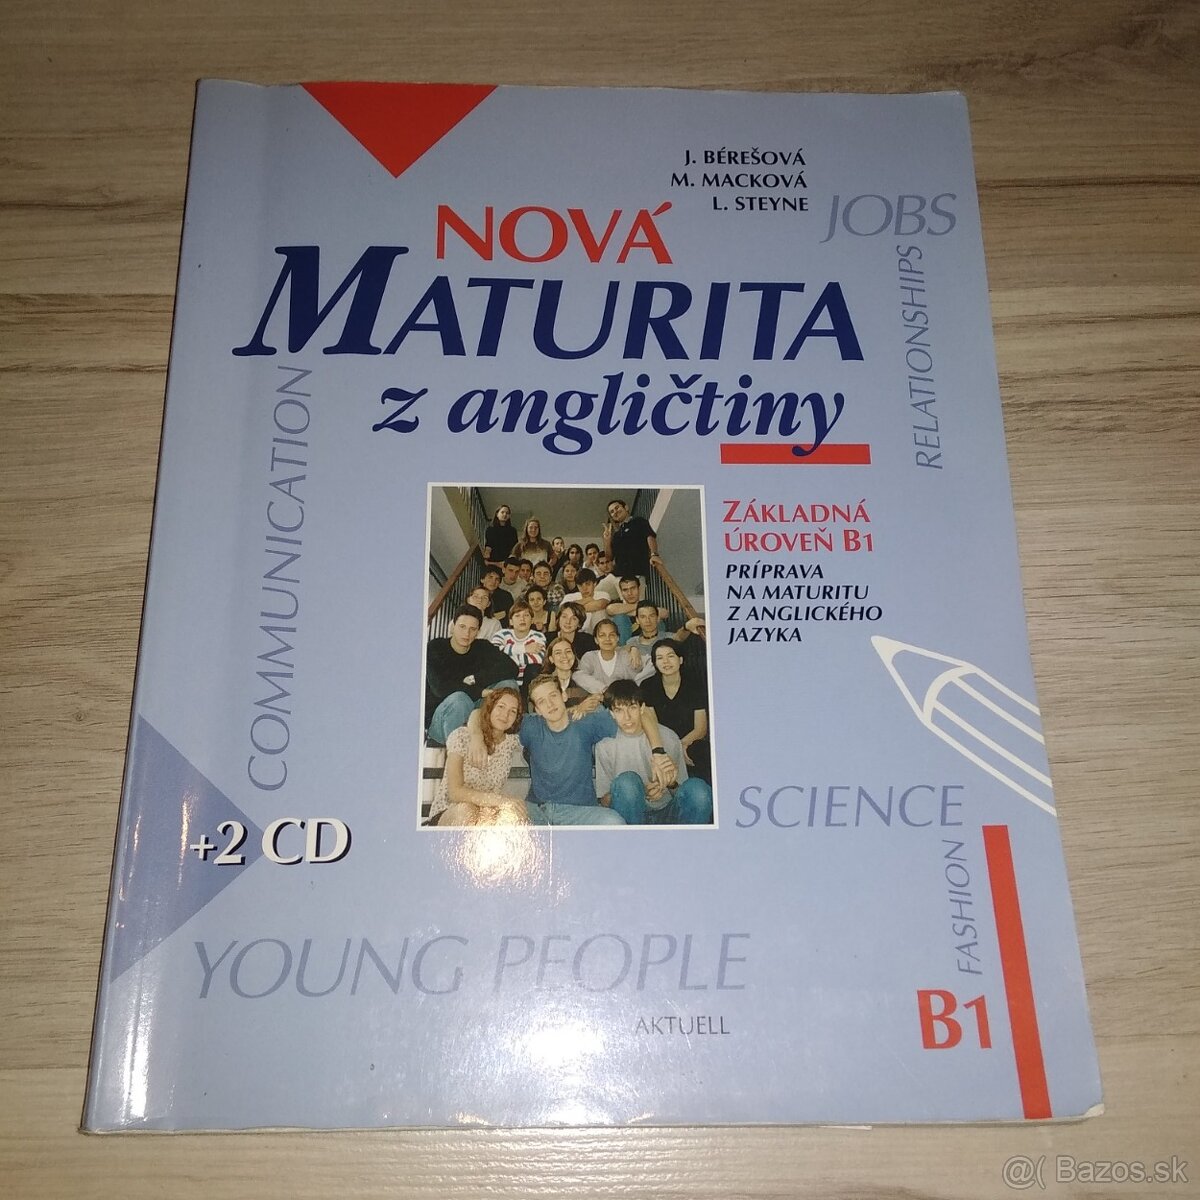 J. BÉREŠOVÁ
M. MACKOVÁ
L. STEYNE
JOBS
RELATIONSHIPS
NOVÁ
MATURITA
z angličtiny
COMMUNICATION
ZÁKLADNÁ
ÚROVEŇ B1
PRÍPRAVA
NA MATURITU
Z ANGLICKÉHO
JAZYKA
SCIENCE
FASHION
+2 CD
YOUNG PEOPLE
AKTUELL
B1
@( Bazos.sk